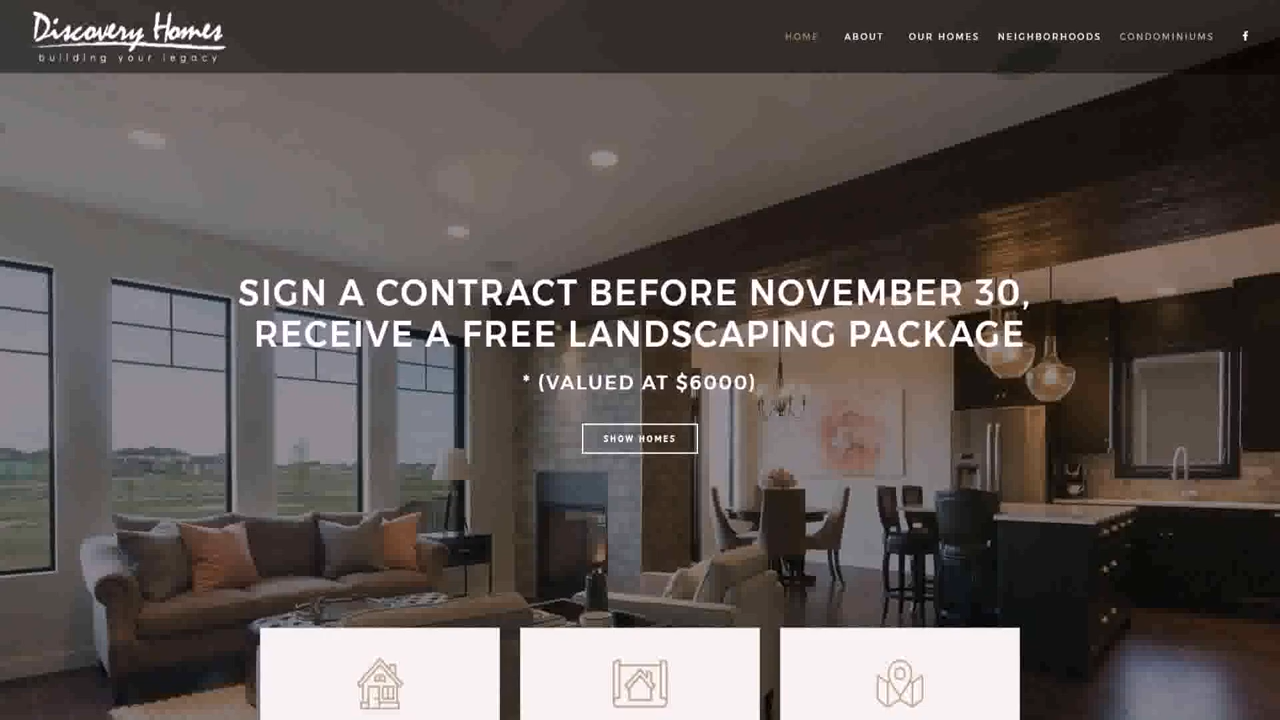 Discovery Homes
building your legacy
HOME ABOUT OUR HOMES NEIGHBORHOODS CONDOMINIUMS f
SIGN A CONTRACT BEFORE NOVEMBER 30,
RECEIVE A FREE LANDSCAPING PACKAGE
* (VALUED AT $6000)
SHOW HOMES